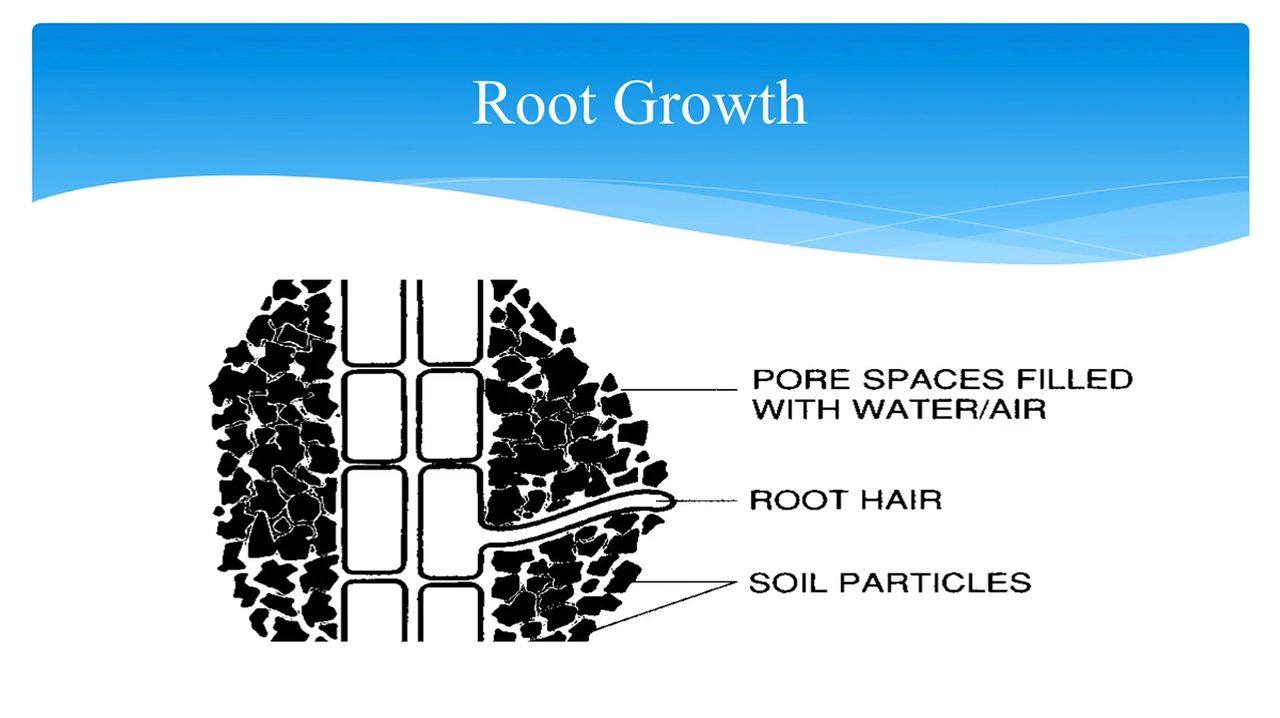 Root Growth
PORE SPACES FILLED
WITH WATER/AIR
ROOT HAIR
SOIL PARTICLES